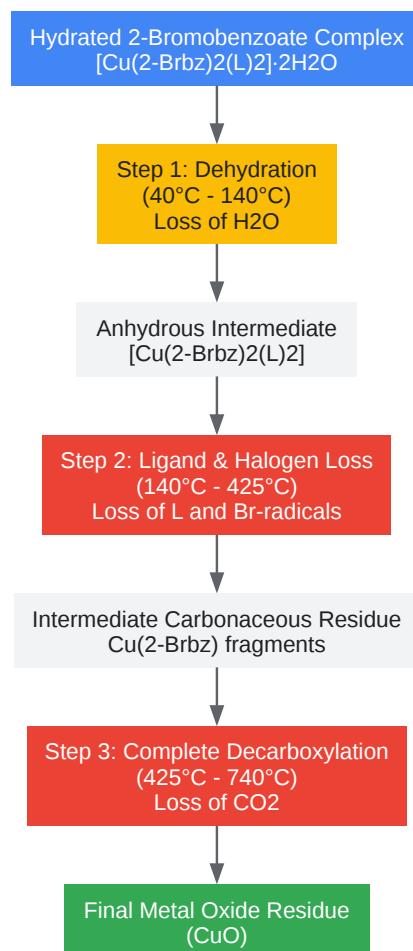 Hydrated 2-Bromobenzoate Complex
[Cu(2-Brbz)2(L)2]·2H2O
Step 1: Dehydration
(40°C - 140°C)
Loss of H2O
Anhydrous Intermediate
[Cu(2-Brbz)2(L)2]
Step 2: Ligand & Halogen Loss
(140°C - 425°C)
Loss of L and Br-radicals
Intermediate Carbonaceous Residue
Cu(2-Brbz) fragments
Step 3: Complete Decarboxylation
(425°C - 740°C)
Loss of CO2
Final Metal Oxide Residue
(CuO)